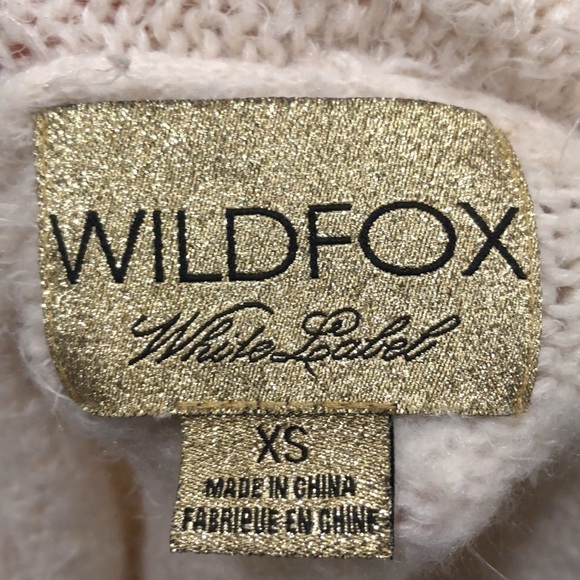 WILDFOX
White Label
XS
MADE IN CHINA
FABRIQUE EN CHINE